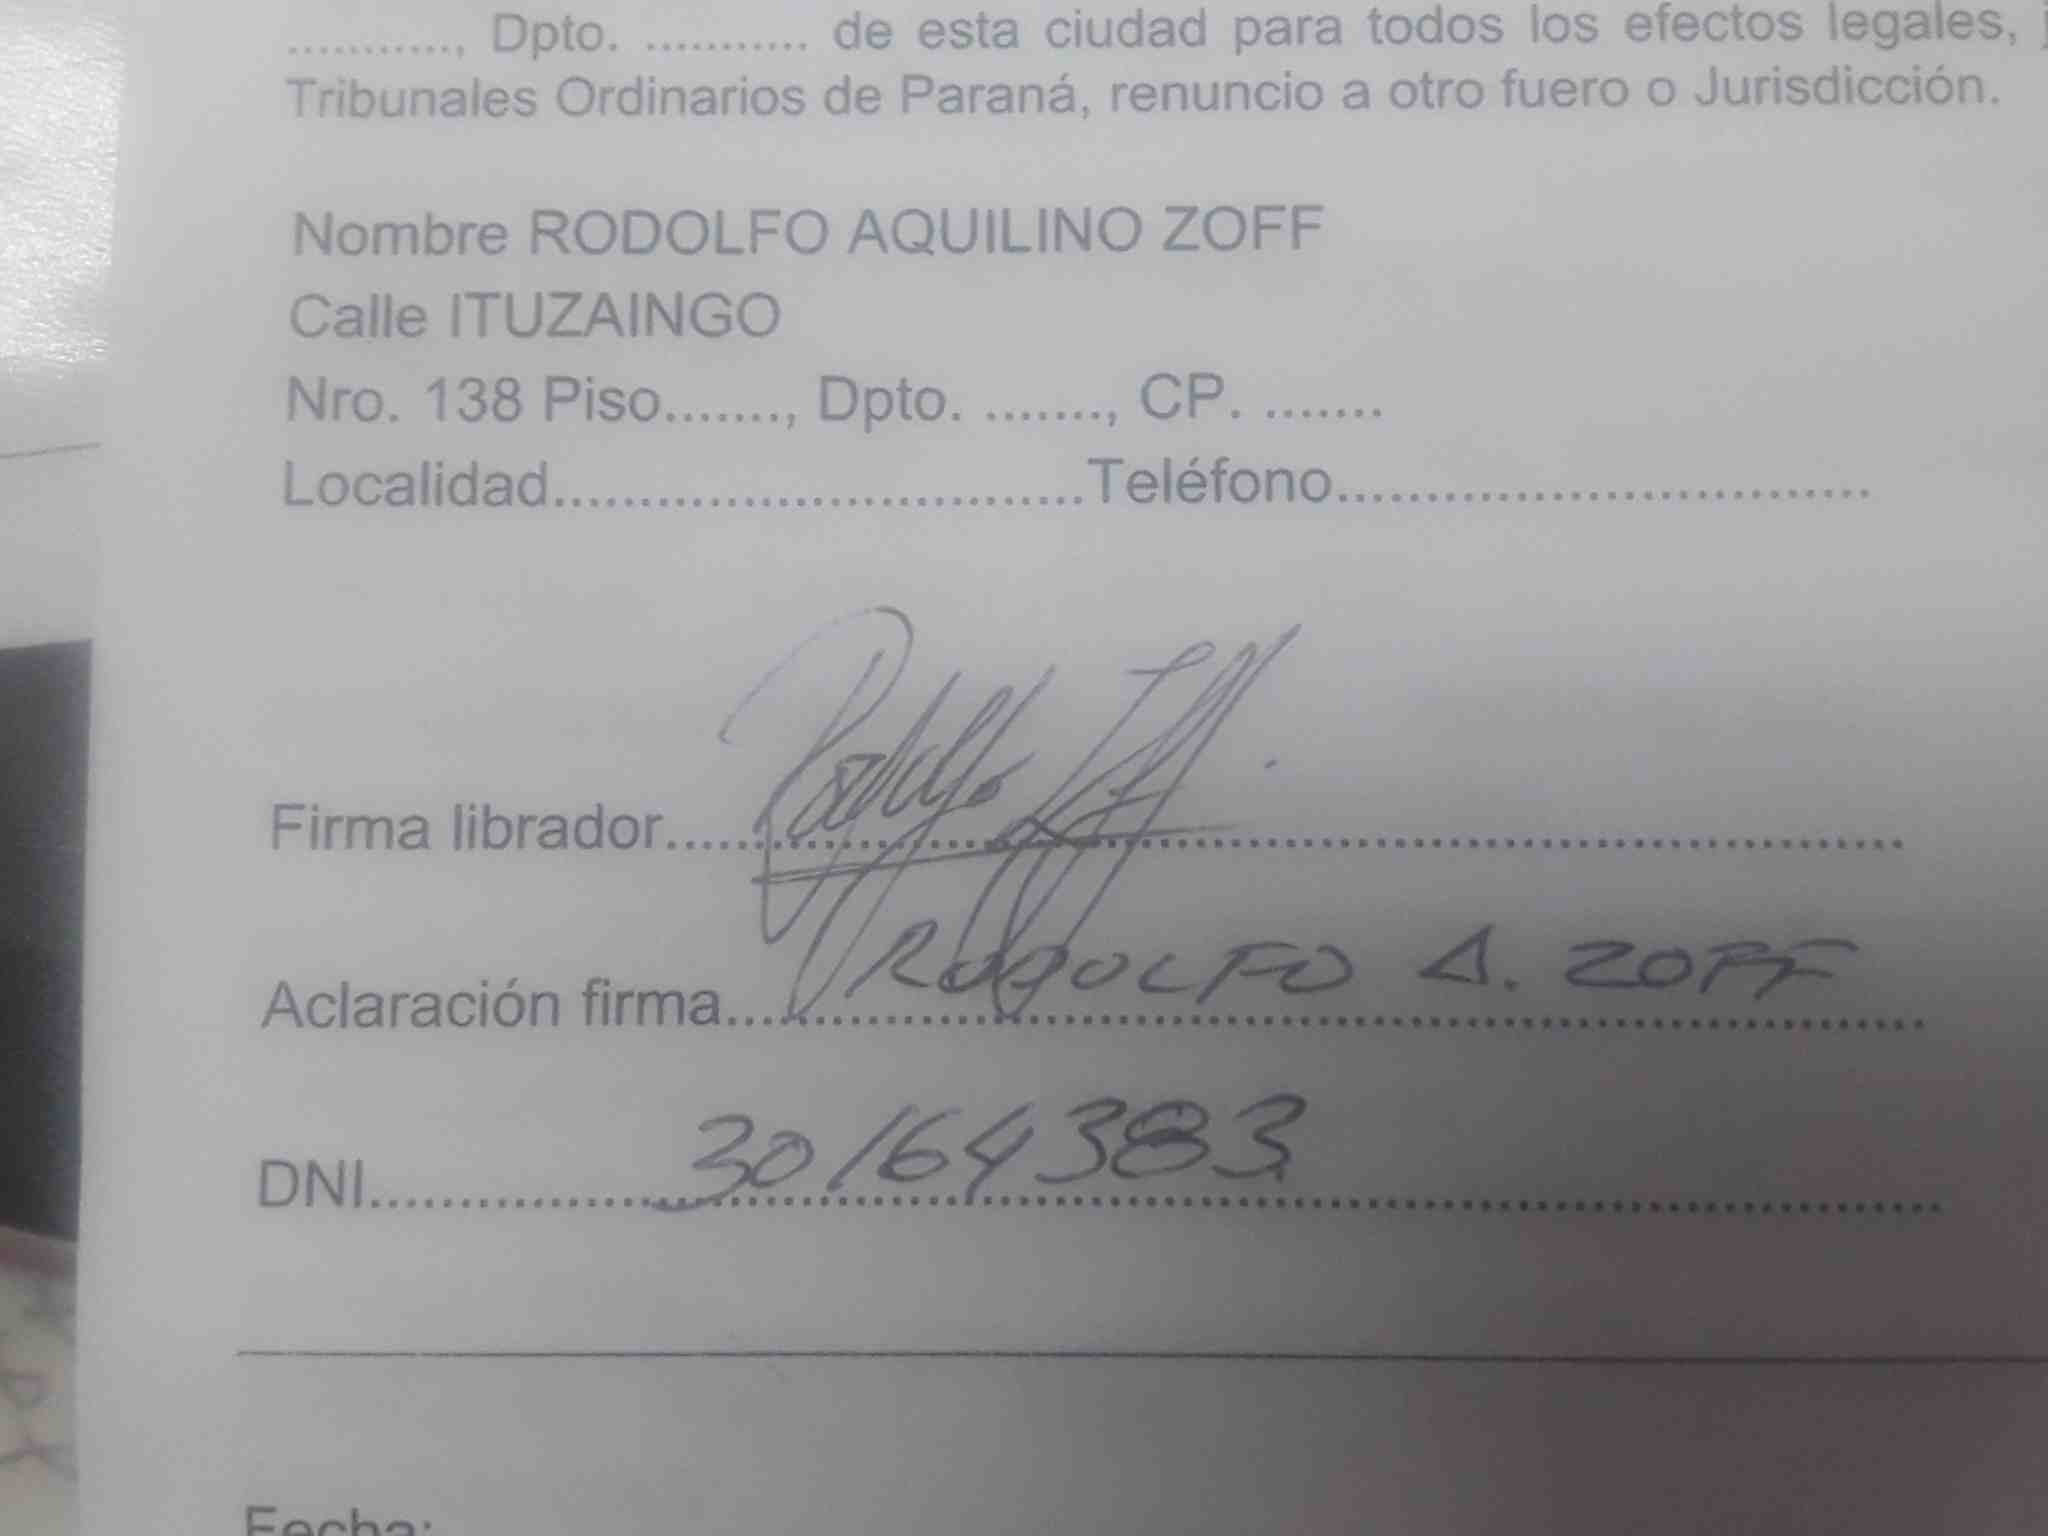 ............, Dpto. ........... de esta ciudad para todos los efectos legales,
Tribunales Ordinarios de Paraná, renuncio a otro fuero o Jurisdicción.
Nombre RODOLFO AQUILINO ZOFF
Calle ITUZAINGO
Nro. 138 Piso......., Dpto. ......., CP. .......
Localidad..............................Teléfono..............................
Firma librador.... Rodolfo Zoff
Aclaración firma.... RODOLFO A. ZOFF
DNI.... 30164383
Fecha: